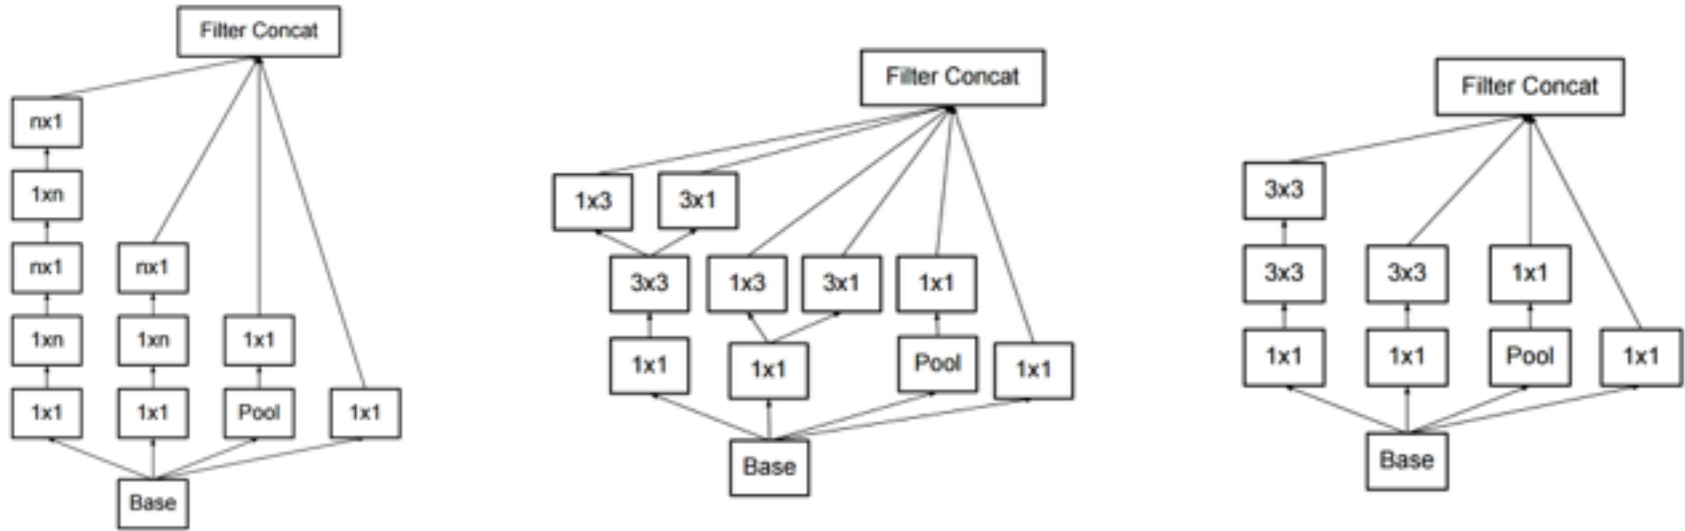 Filter Concat
nx1
1xn
nx1
nx1
1xn
1xn
1x1
1x1
1x1
Pool
1x1
Base
Filter Concat
1x3
3x1
3x3
1x3
3x1
1x1
1x1
1x1
Pool
1x1
Base
Filter Concat
3x3
3x3
3x3
1x1
1x1
1x1
Pool
1x1
Base